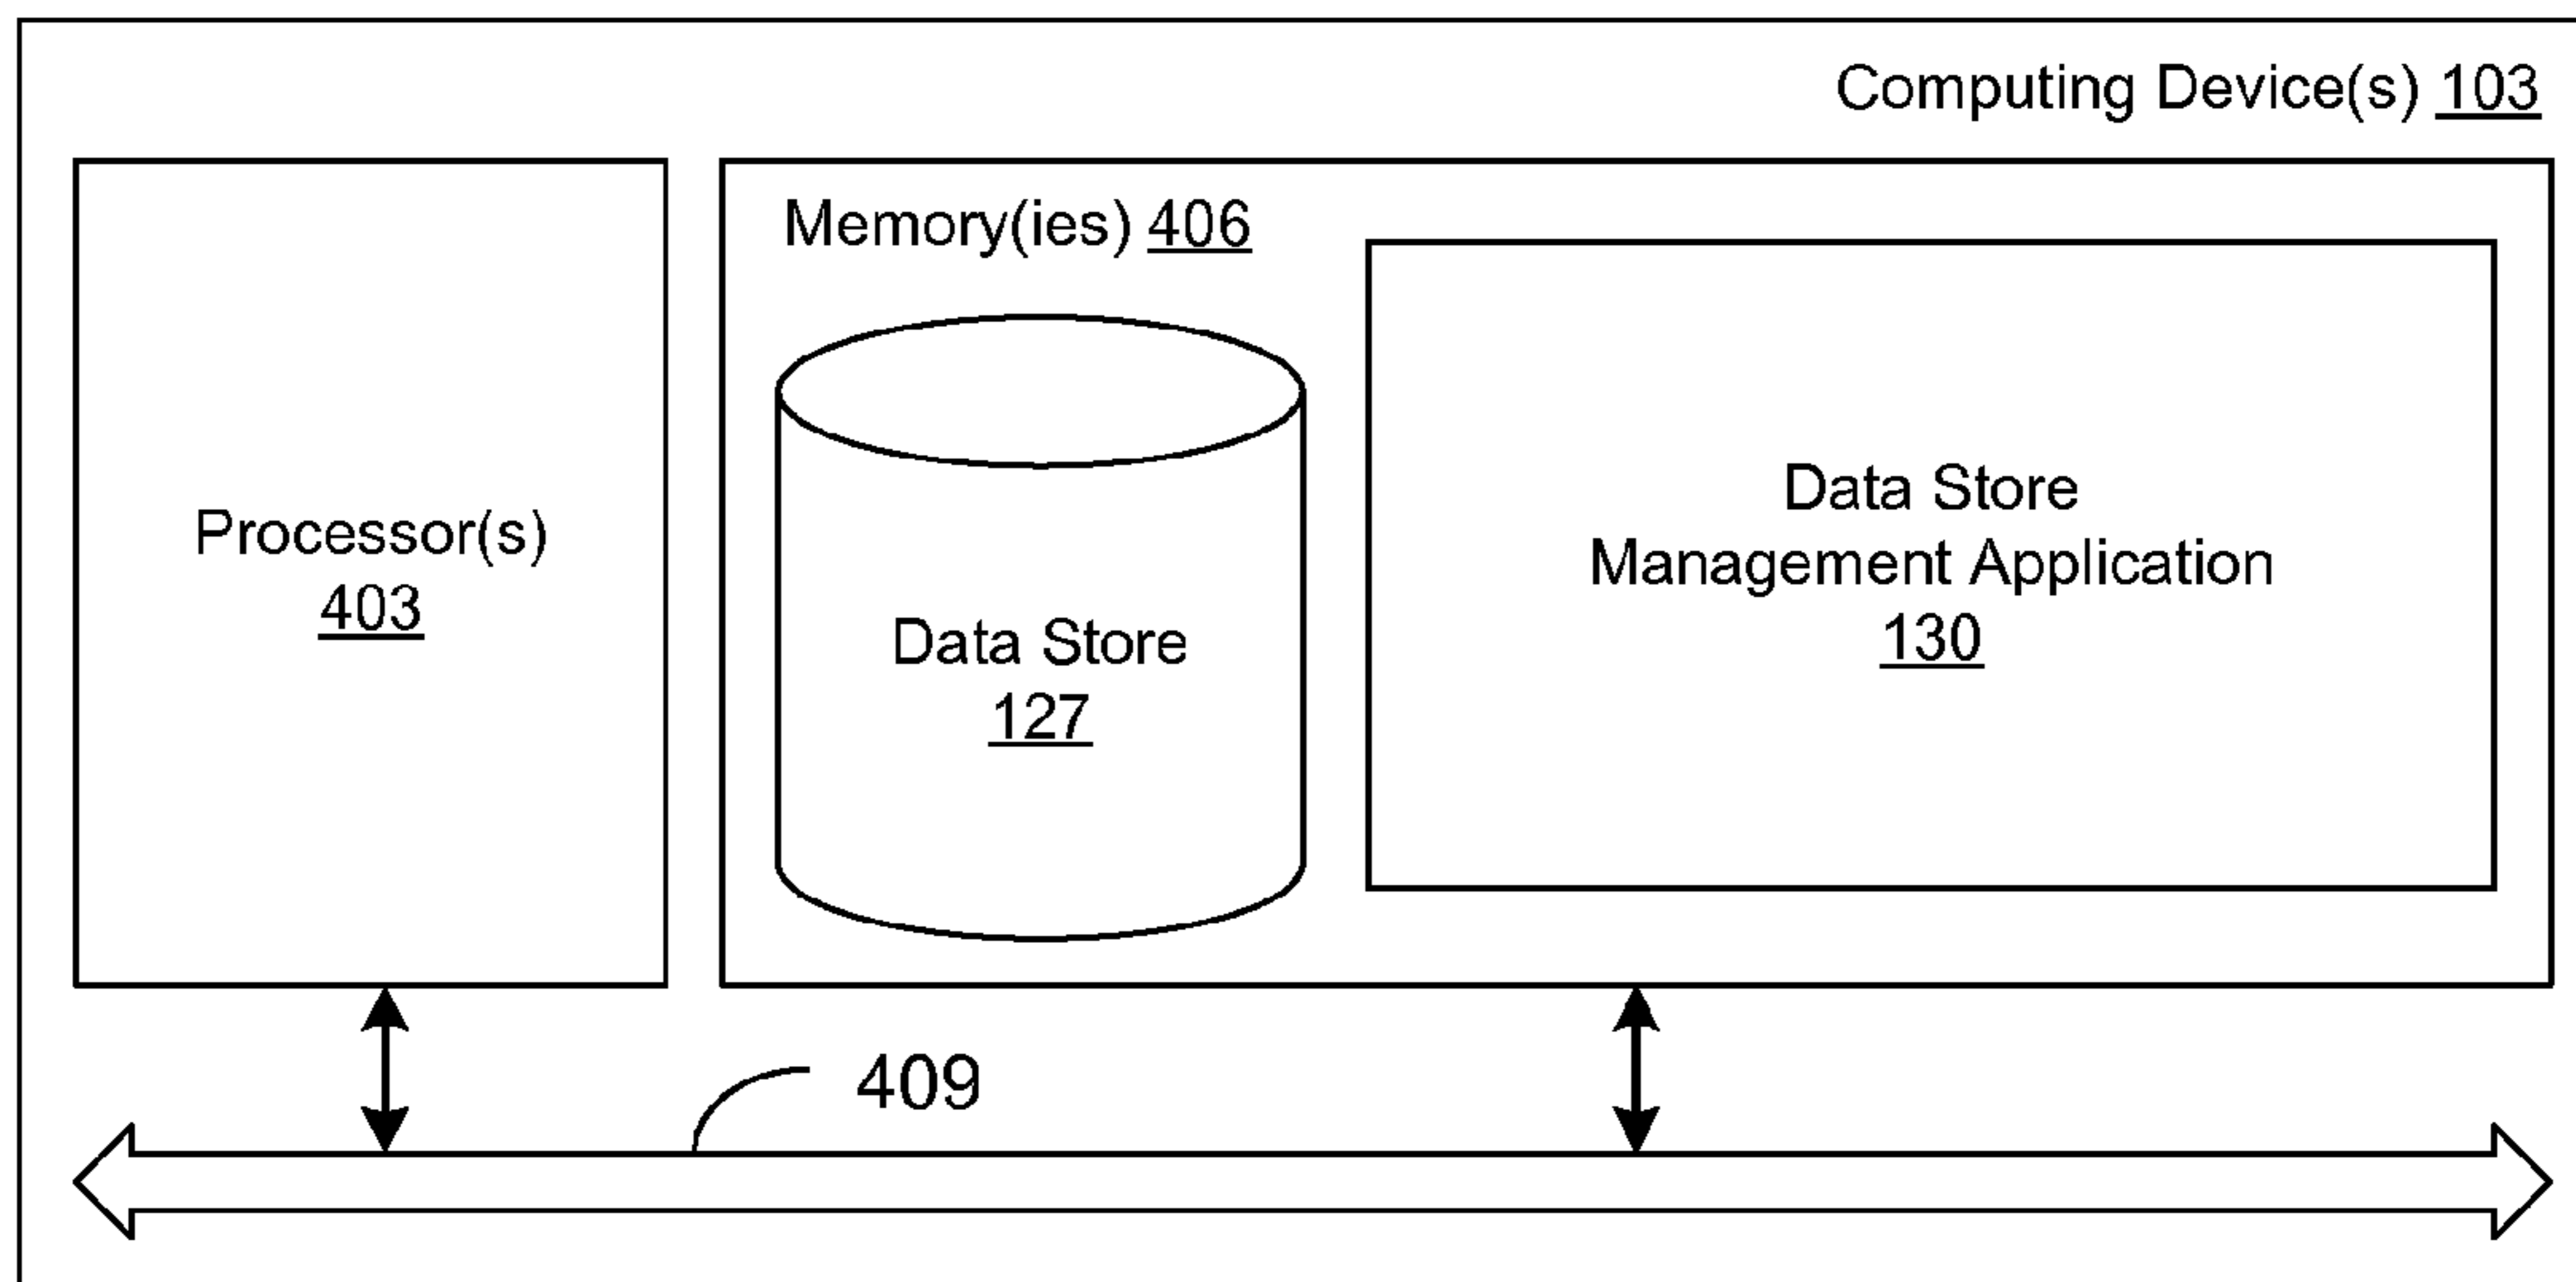 Computing Device(s) 103
Memory(ies) 406
Processor(s)
403
Data Store
127
Data Store
Management Application
130
409